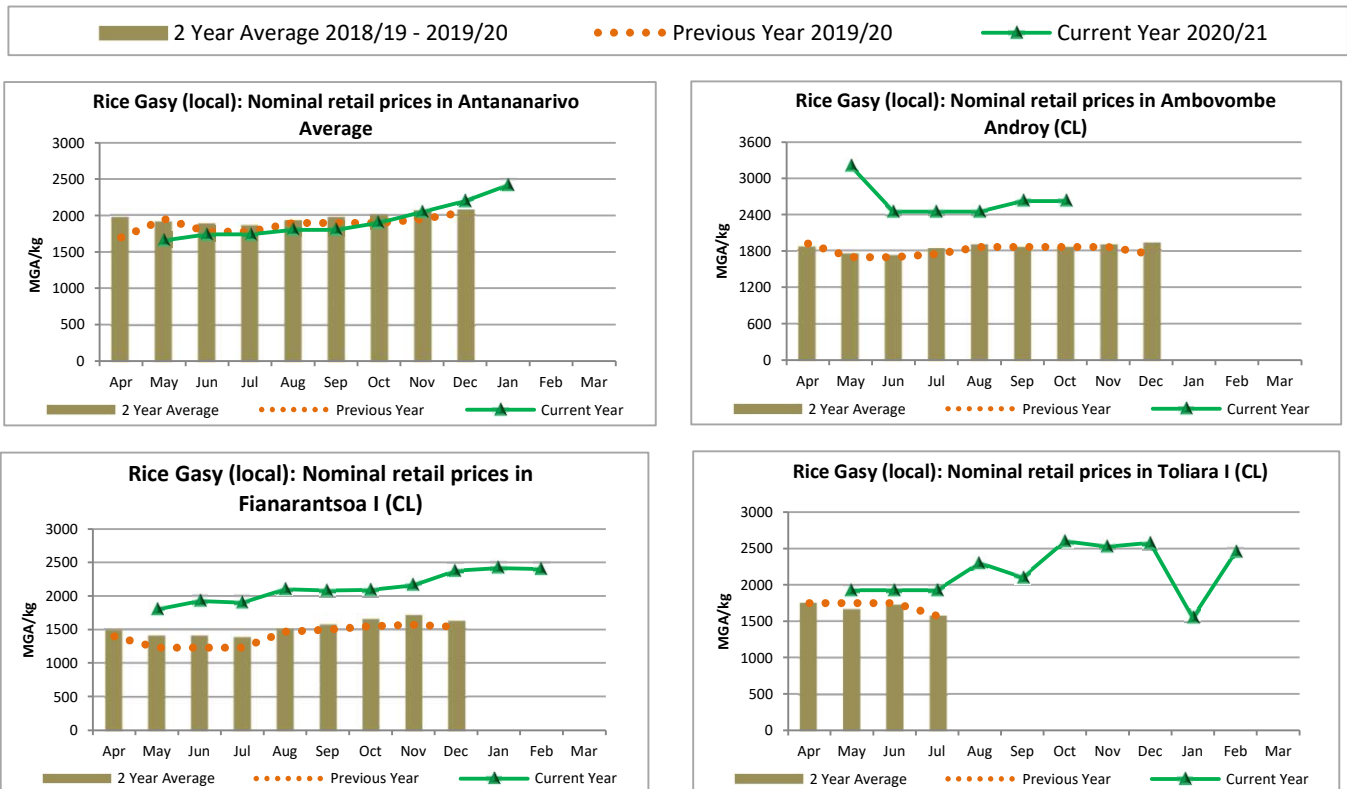 2 Year Average 2018/19 - 2019/20 Previous Year 2019/20 Current Year 2020/21
Rice Gasy (local): Nominal retail prices in Antananarivo
Average
3000
2500
2000
1500
1000
500
0
MGA/kg
Apr May Jun Jul Aug Sep Oct Nov Dec Jan Feb Mar
2 Year Average Previous Year Current Year
Rice Gasy (local): Nominal retail prices in Ambovombe
Androy (CL)
3600
3000
2400
1800
1200
600
0
MGA/kg
Apr May Jun Jul Aug Sep Oct Nov Dec Jan Feb Mar
2 Year Average Previous Year Current Year
Rice Gasy (local): Nominal retail prices in
Fianarantsoa I (CL)
3000
2500
2000
1500
1000
500
0
MGA/kg
Apr May Jun Jul Aug Sep Oct Nov Dec Jan Feb Mar
2 Year Average Previous Year Current Year
Rice Gasy (local): Nominal retail prices in Toliara I (CL)
3000
2500
2000
1500
1000
500
0
MGA/kg
Apr May Jun Jul Aug Sep Oct Nov Dec Jan Feb Mar
2 Year Average Previous Year Current Year